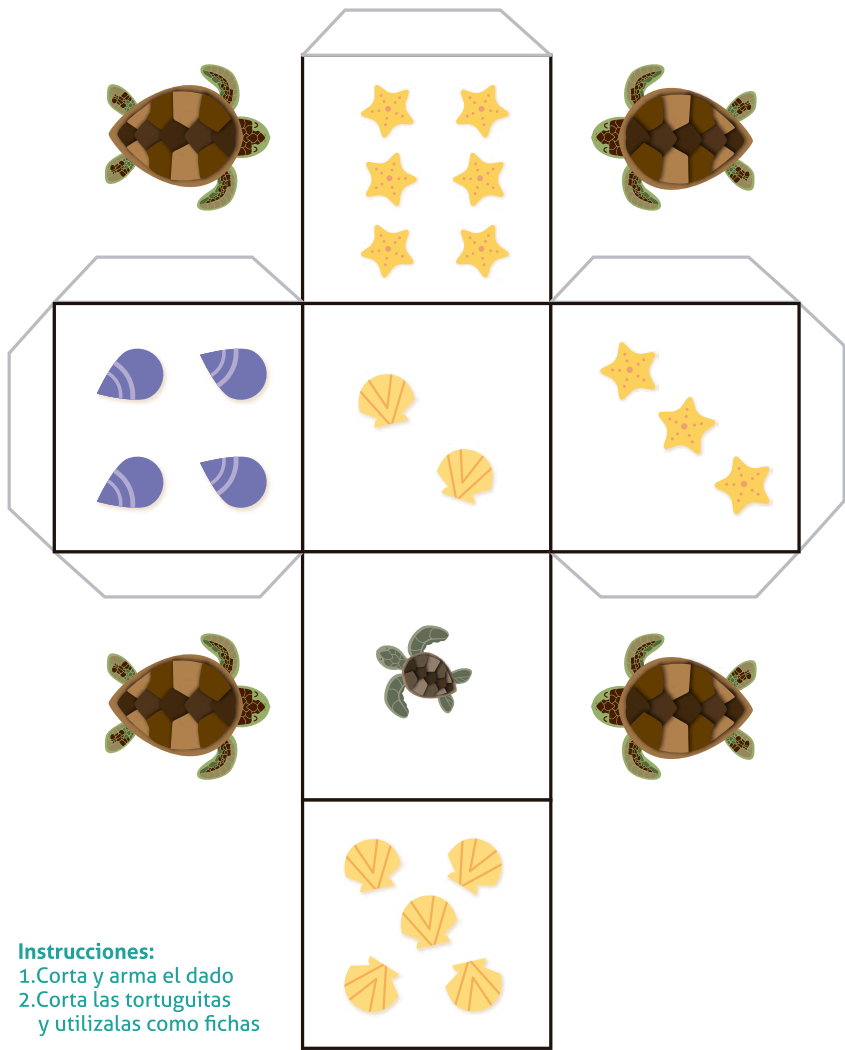 Instrucciones:
1.Corta y arma el dado
2.Corta las tortuguitas
y utilizalas como fichas